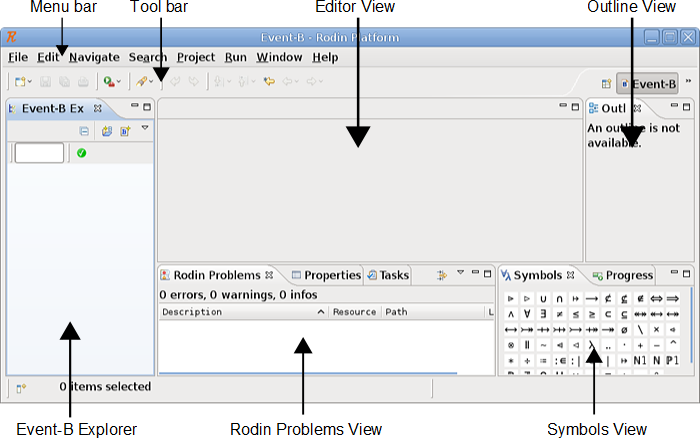 Menu bar Tool bar Editor View Outline View
Event-B - Rodin Platform
File Edit Navigate Search Project Run Window Help
Event-B »
Event-B Ex Outl
An outline is not
available.
Rodin Problems Properties Tasks Symbols Progress
0 errors, 0 warnings, 0 infos
Description Resource Path L
0 items selected
Event-B Explorer Rodin Problems View Symbols View